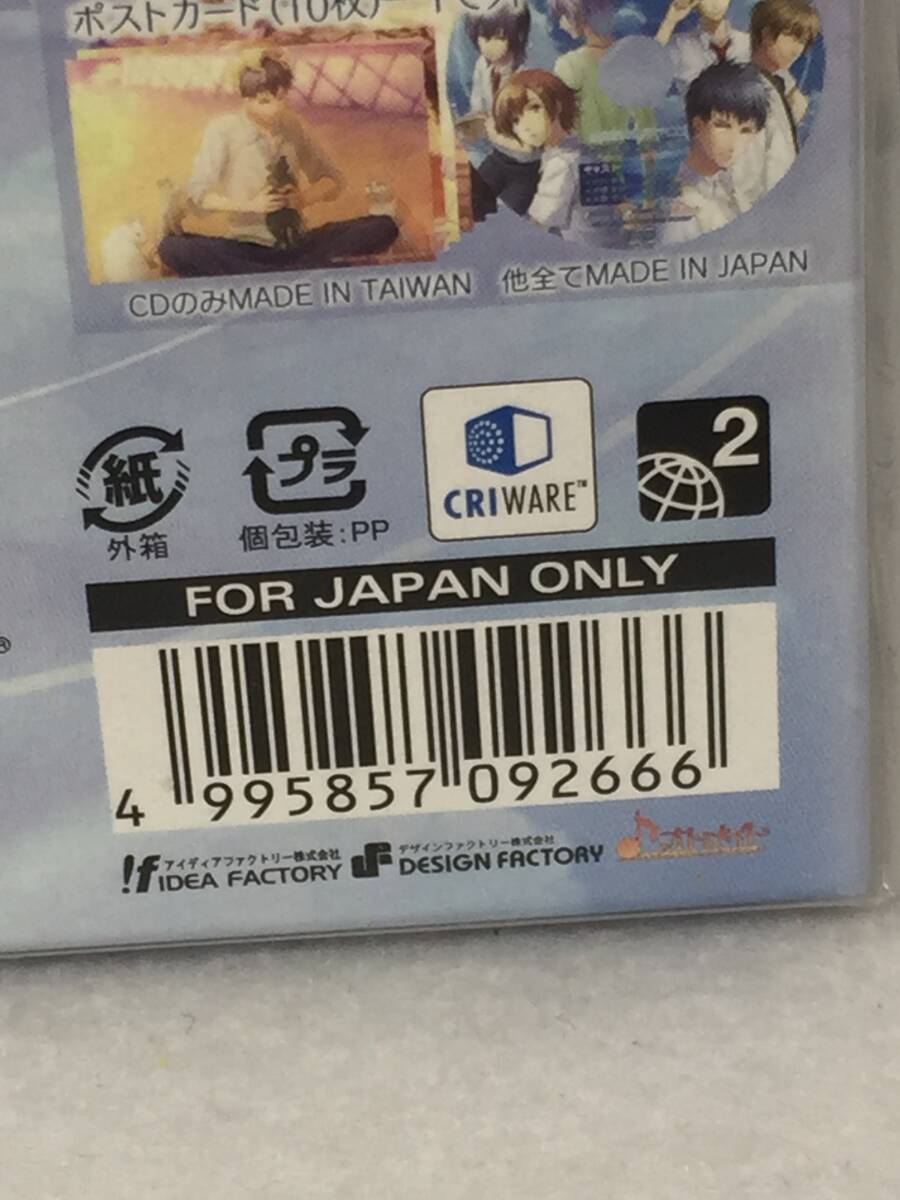 ポストカード(10枚)
CDのみMADE IN TAIWAN 他全てMADE IN JAPAN
紙
外箱
プラ
個包装:PP
CRIWARE™
2
FOR JAPAN ONLY
®
4 995857 092666
アイディアファクトリー株式会社
IDEA FACTORY
デザインファクトリー株式会社
DESIGN FACTORY